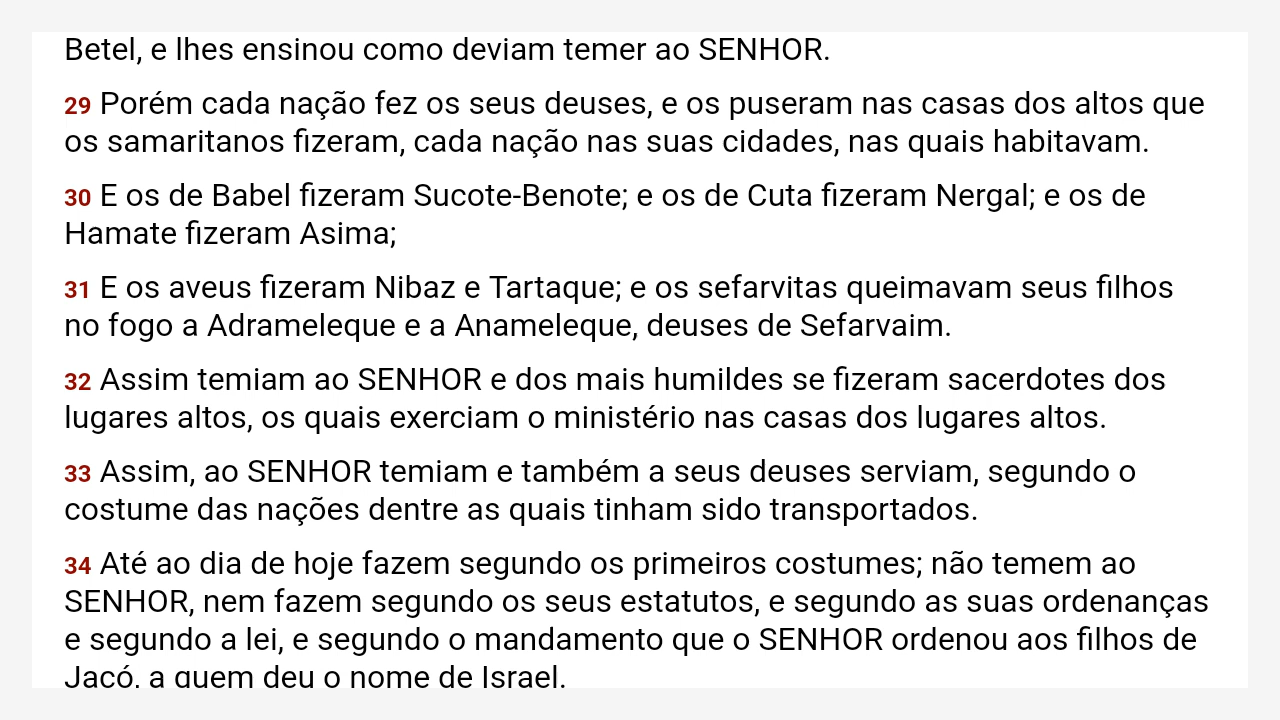 Betel, e lhes ensinou como deviam temer ao SENHOR.
29 Porém cada nação fez os seus deuses, e os puseram nas casas dos altos que
os samaritanos fizeram, cada nação nas suas cidades, nas quais habitavam.
30 E os de Babel fizeram Sucote-Benote; e os de Cuta fizeram Nergal; e os de
Hamate fizeram Asima;
31 E os aveus fizeram Nibaz e Tartaque; e os sefarvitas queimavam seus filhos
no fogo a Adrameleque e a Anameleque, deuses de Sefarvaim.
32 Assim temiam ao SENHOR e dos mais humildes se fizeram sacerdotes dos
lugares altos, os quais exerciam o ministério nas casas dos lugares altos.
33 Assim, ao SENHOR temiam e também a seus deuses serviam, segundo o
costume das nações dentre as quais tinham sido transportados.
34 Até ao dia de hoje fazem segundo os primeiros costumes; não temem ao
SENHOR, nem fazem segundo os seus estatutos, e segundo as suas ordenanças
e segundo a lei, e segundo o mandamento que o SENHOR ordenou aos filhos de
Jacó, a quem deu o nome de Israel.